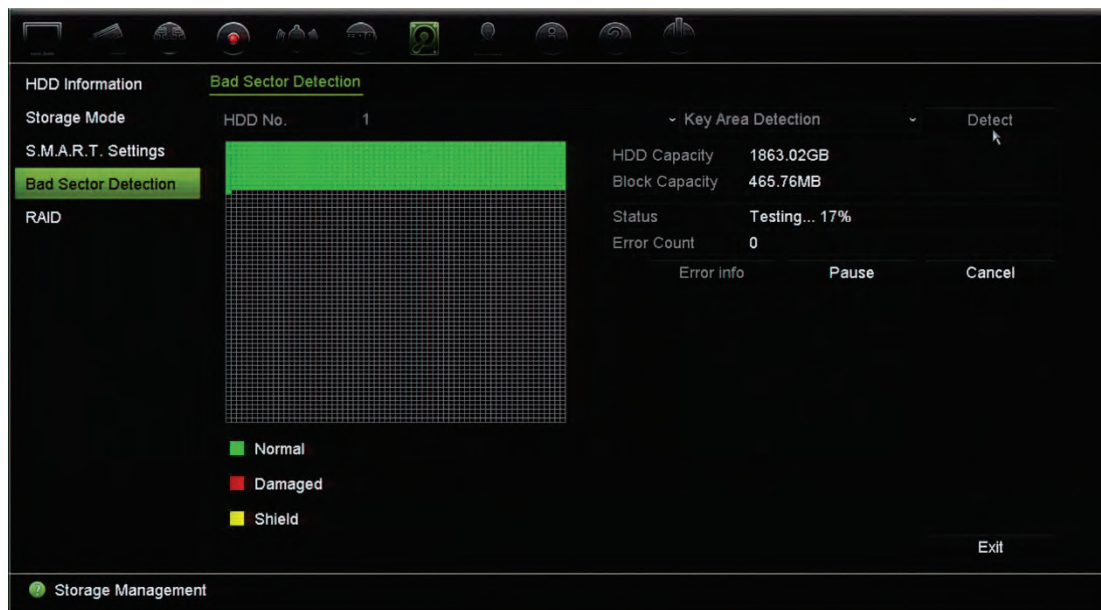 HDD Information
Bad Sector Detection
Storage Mode
HDD No. 1
Key Area Detection
Detect
S.M.A.R.T. Settings
HDD Capacity 1863.02GB
Bad Sector Detection
Block Capacity 465.76MB
RAID
Status Testing... 17%
Error Count 0
Error info Pause Cancel
Normal
Damaged
Shield
Exit
Storage Management